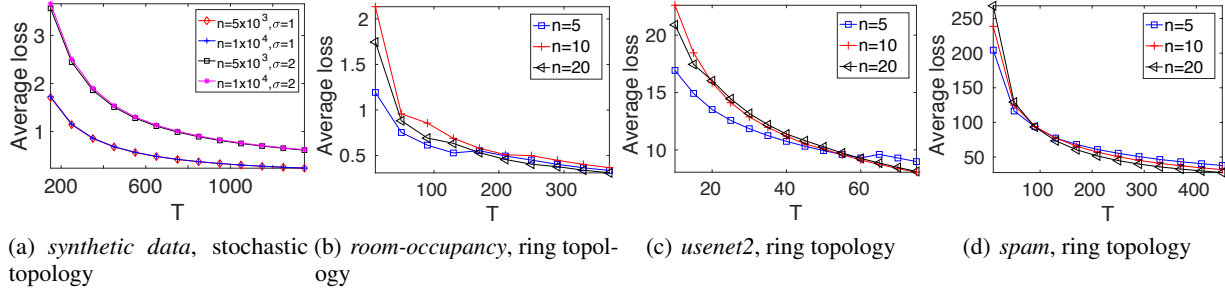 Average loss
3
2
1
200
600
1000
T
n=5x10³,σ=1
n=1x10⁴,σ=1
n=5x10³,σ=2
n=1x10⁴,σ=2
Average loss
2
1.5
1
0.5
100
200
300
T
n=5
n=10
n=20
Average loss
20
15
10
20
40
60
T
n=5
n=10
n=20
Average loss
250
200
150
100
50
100
200
300
400
T
n=5
n=10
n=20
(a) synthetic data, stochastic
topology
(b) room-occupancy, ring topol-
ogy
(c) usenet2, ring topology
(d) spam, ring topology